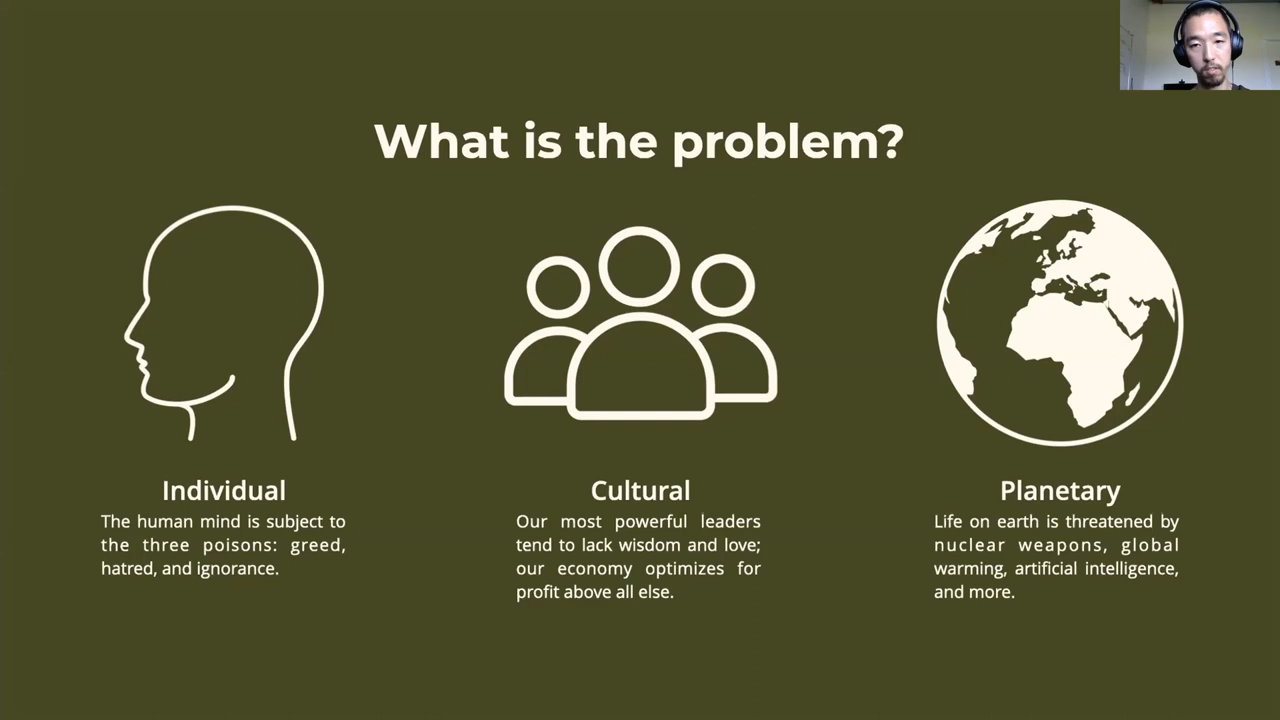 What is the problem?
Individual
The human mind is subject to
the three poisons: greed,
hatred, and ignorance.
Cultural
Our most powerful leaders
tend to lack wisdom and love;
our economy optimizes for
profit above all else.
Planetary
Life on earth is threatened by
nuclear weapons, global
warming, artificial intelligence,
and more.